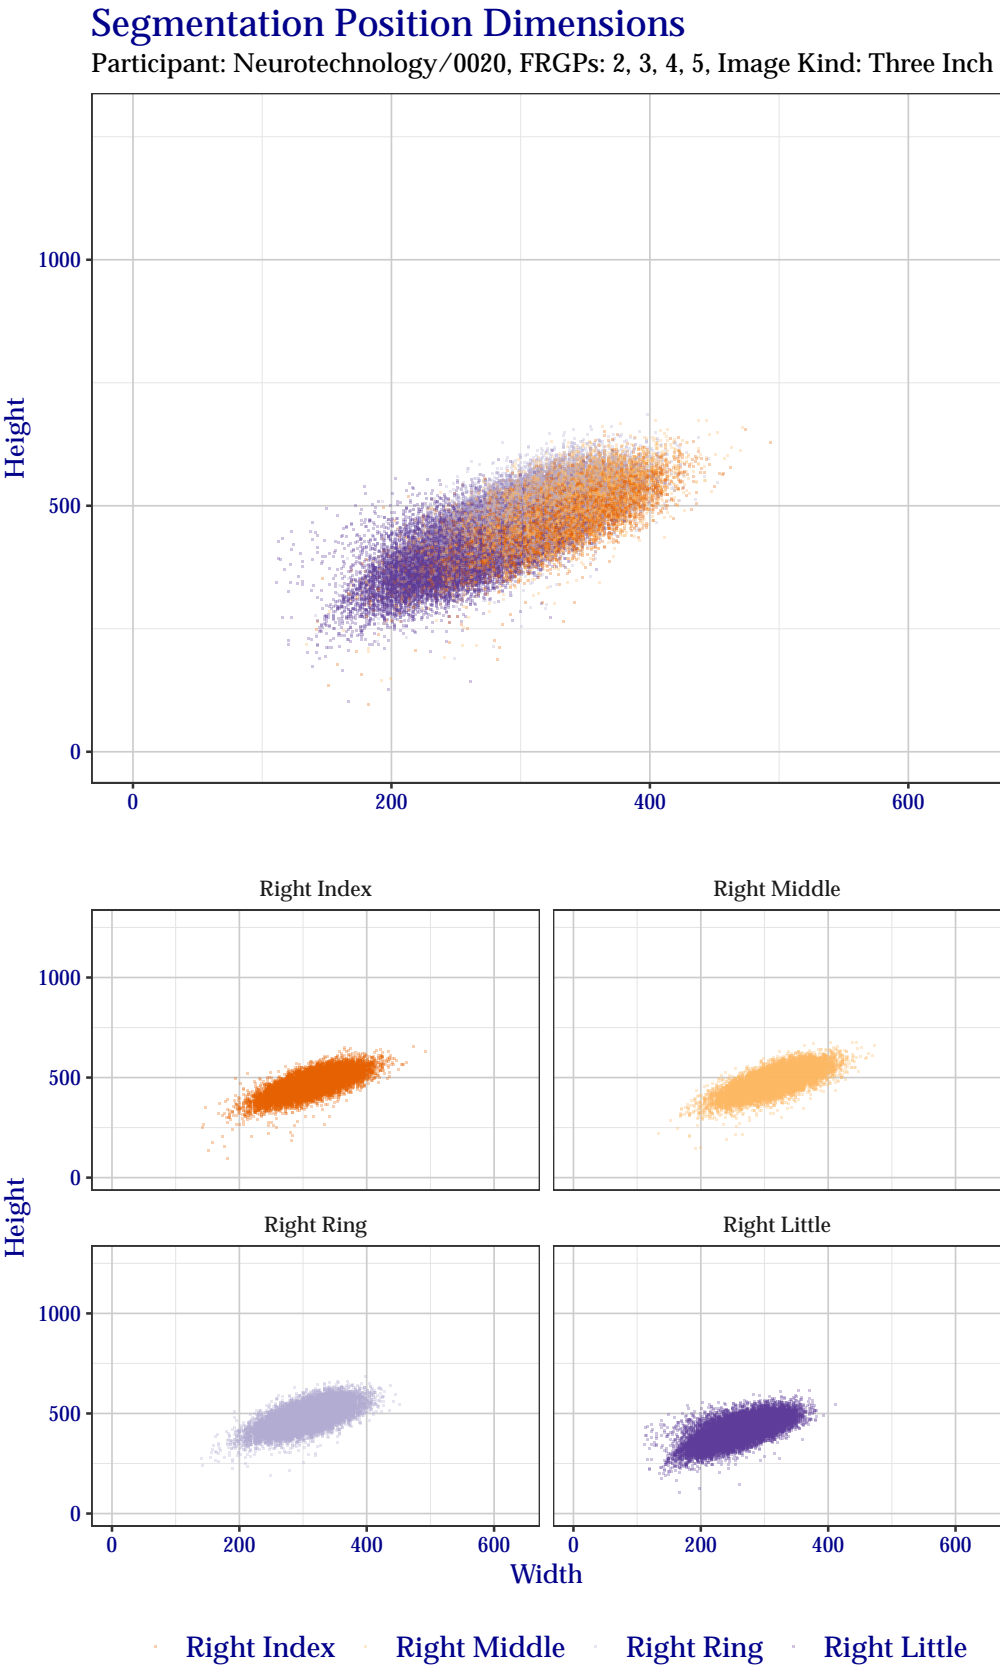 Segmentation Position Dimensions
Participant: Neurotechnology/0020, FRGPs: 2, 3, 4, 5, Image Kind: Three Inch
1000
500
0
Height
0 200 400 600
Right Index Right Middle
1000
500
0
Height
Right Ring Right Little
1000
500
0
0 200 400 600 0 200 400 600
Width
Right Index Right Middle Right Ring Right Little